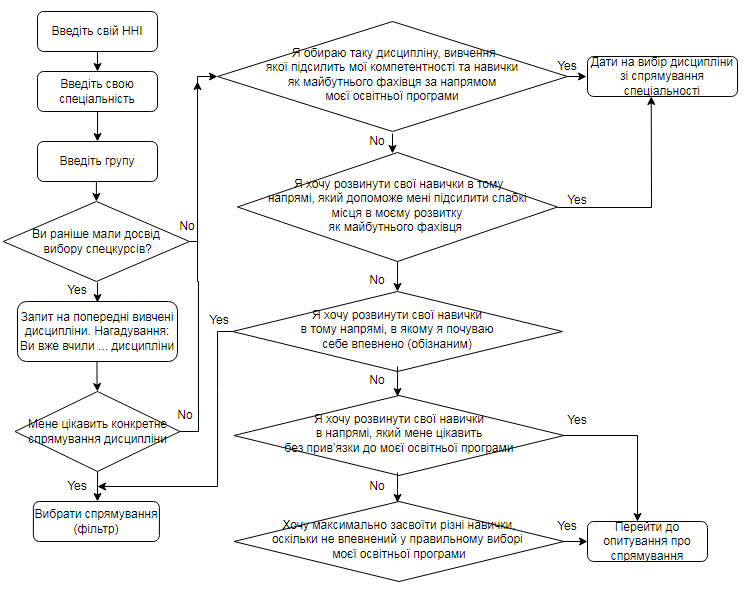 Введіть свій ННІ
Введіть свою
спеціальність
Введіть групу
Ви раніше мали досвід
вибору спецкурсів?
No
Yes
Запит на попередні вивчені
дисципліни. Нагадування:
Ви вже вчили ... дисципліни
Мене цікавить конкретне
спрямування дисципліни
No
Yes
Вибрати спрямування
(фільтр)
Я обираю таку дисципліну, вивчення
якої підсилить мої компетентності та навички
як майбутнього фахівця за напрямом
моєї освітньої програми
Yes
Дати на вибір дисципліни
зі спрямування
спеціальності
No
Я хочу розвинути свої навички в тому
напрямі, який допоможе мені підсилити слабкі
місця в моєму розвитку
як майбутнього фахівця
Yes
No
Я хочу розвинути свої навички
в тому напрямі, в якому я почуваю
себе впевнено (обізнаним)
Yes
No
Я хочу розвинути свої навички
в напрямі, який мене цікавить
без прив'язки до моєї освітньої програми
Yes
No
Хочу максимально засвоїти різні навички,
оскільки не впевнений у правильному виборі
моєї освітньої програми
Yes
Перейти до
опитування про
спрямування